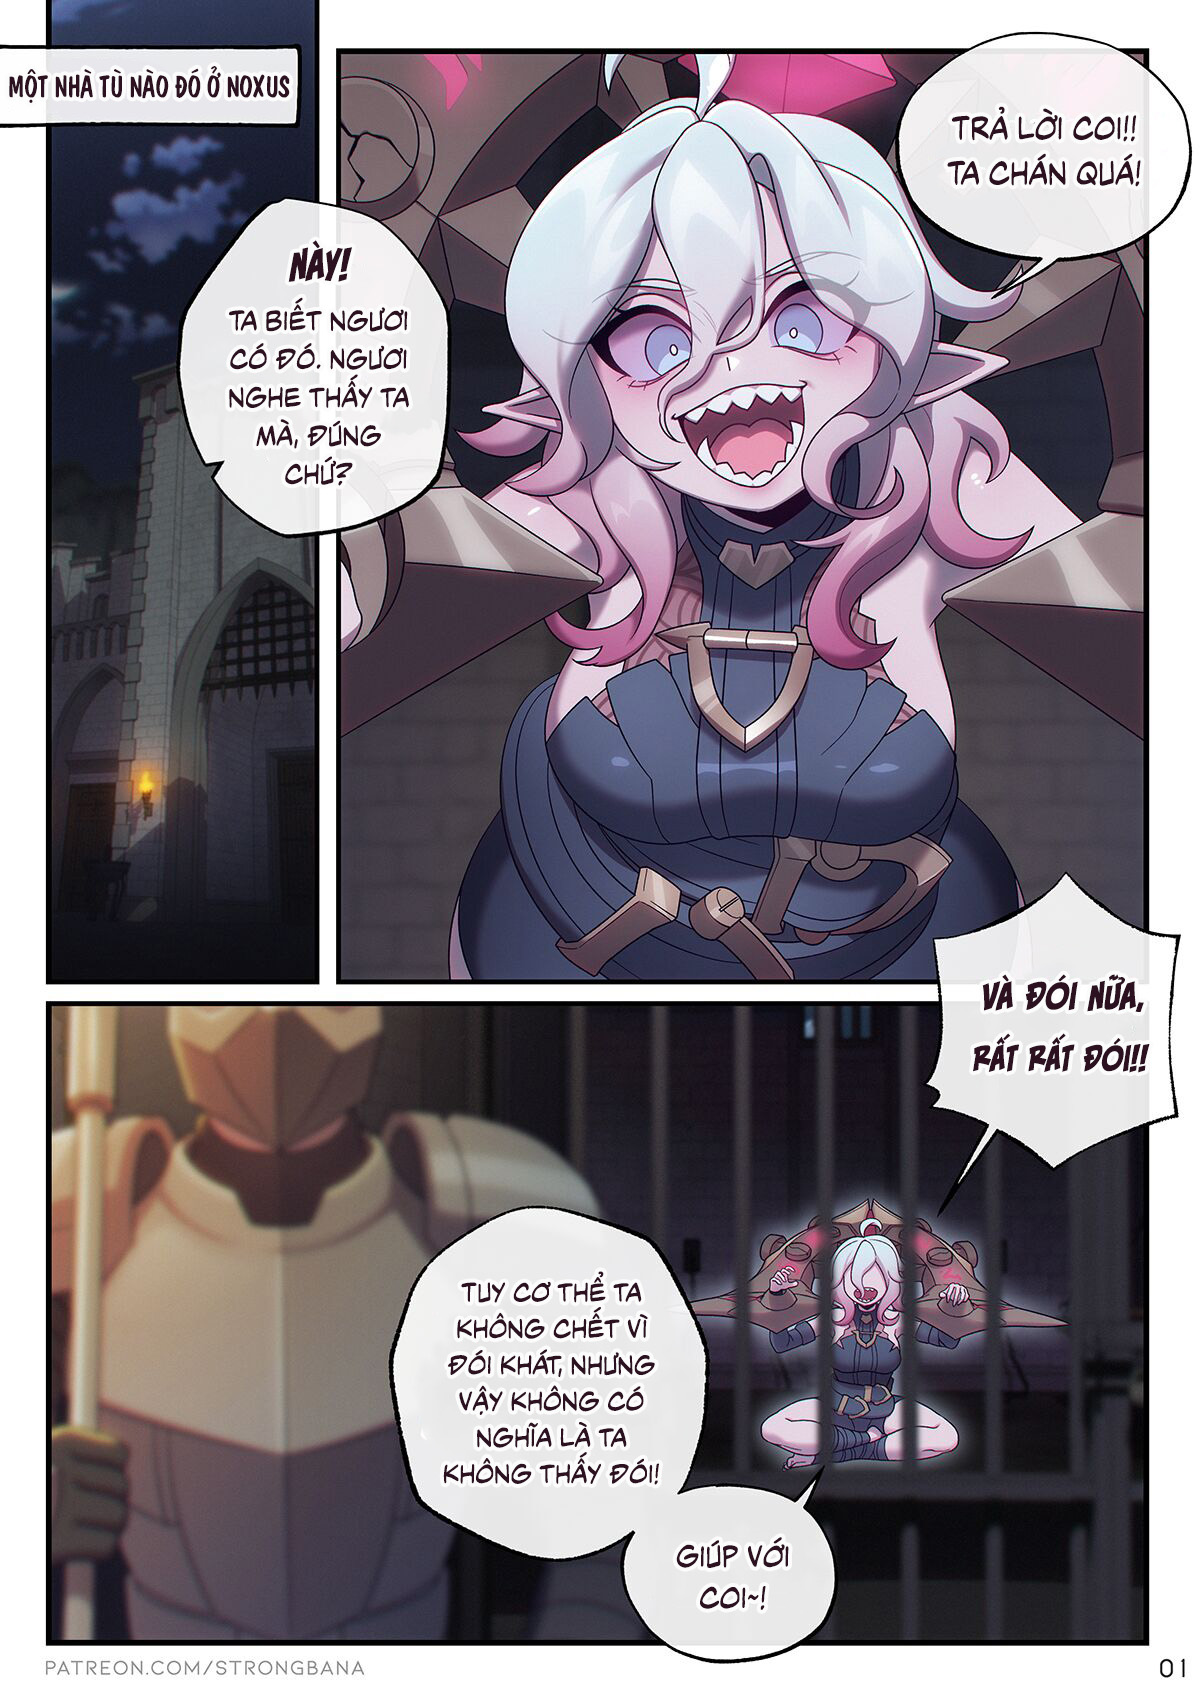 MỘT NHÀ TÙ NÀO ĐÓ Ở NOXUS
NÀY!
TA BIẾT NGƯƠI
CÓ ĐÓ. NGƯƠI
NGHE THẤY TA
MÀ, ĐÚNG
CHỨ?
TRẢ LỜI COI!!
TA CHÁN QUÁ!
VÀ ĐÓI NỮA,
RẤT RẤT ĐÓI!!
TUY CƠ THỂ TA
KHÔNG CHẾT VÌ
ĐÓI KHÁT, NHƯNG
VẬY KHÔNG CÓ
NGHĨA LÀ TA
KHÔNG THẤY ĐÓI!
GIÚP VỚI
COI~!
PATREON.COM/STRONGBANA
01